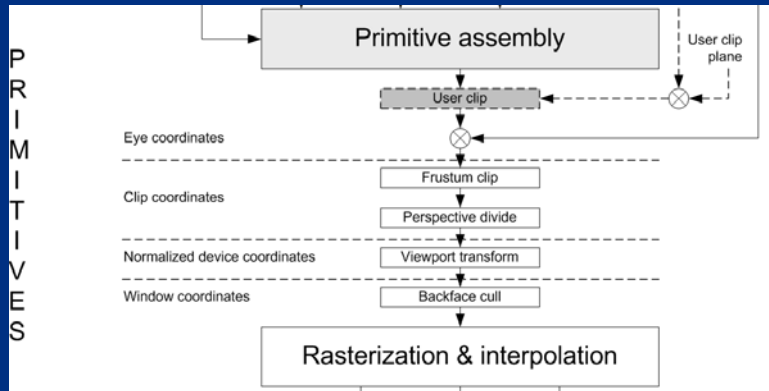 PRIMITIVES
Primitive assembly
User clip
plane
User clip
Eye coordinates
Frustum clip
Clip coordinates
Perspective divide
Normalized device coordinates
Viewport transform
Window coordinates
Backface cull
Rasterization & interpolation